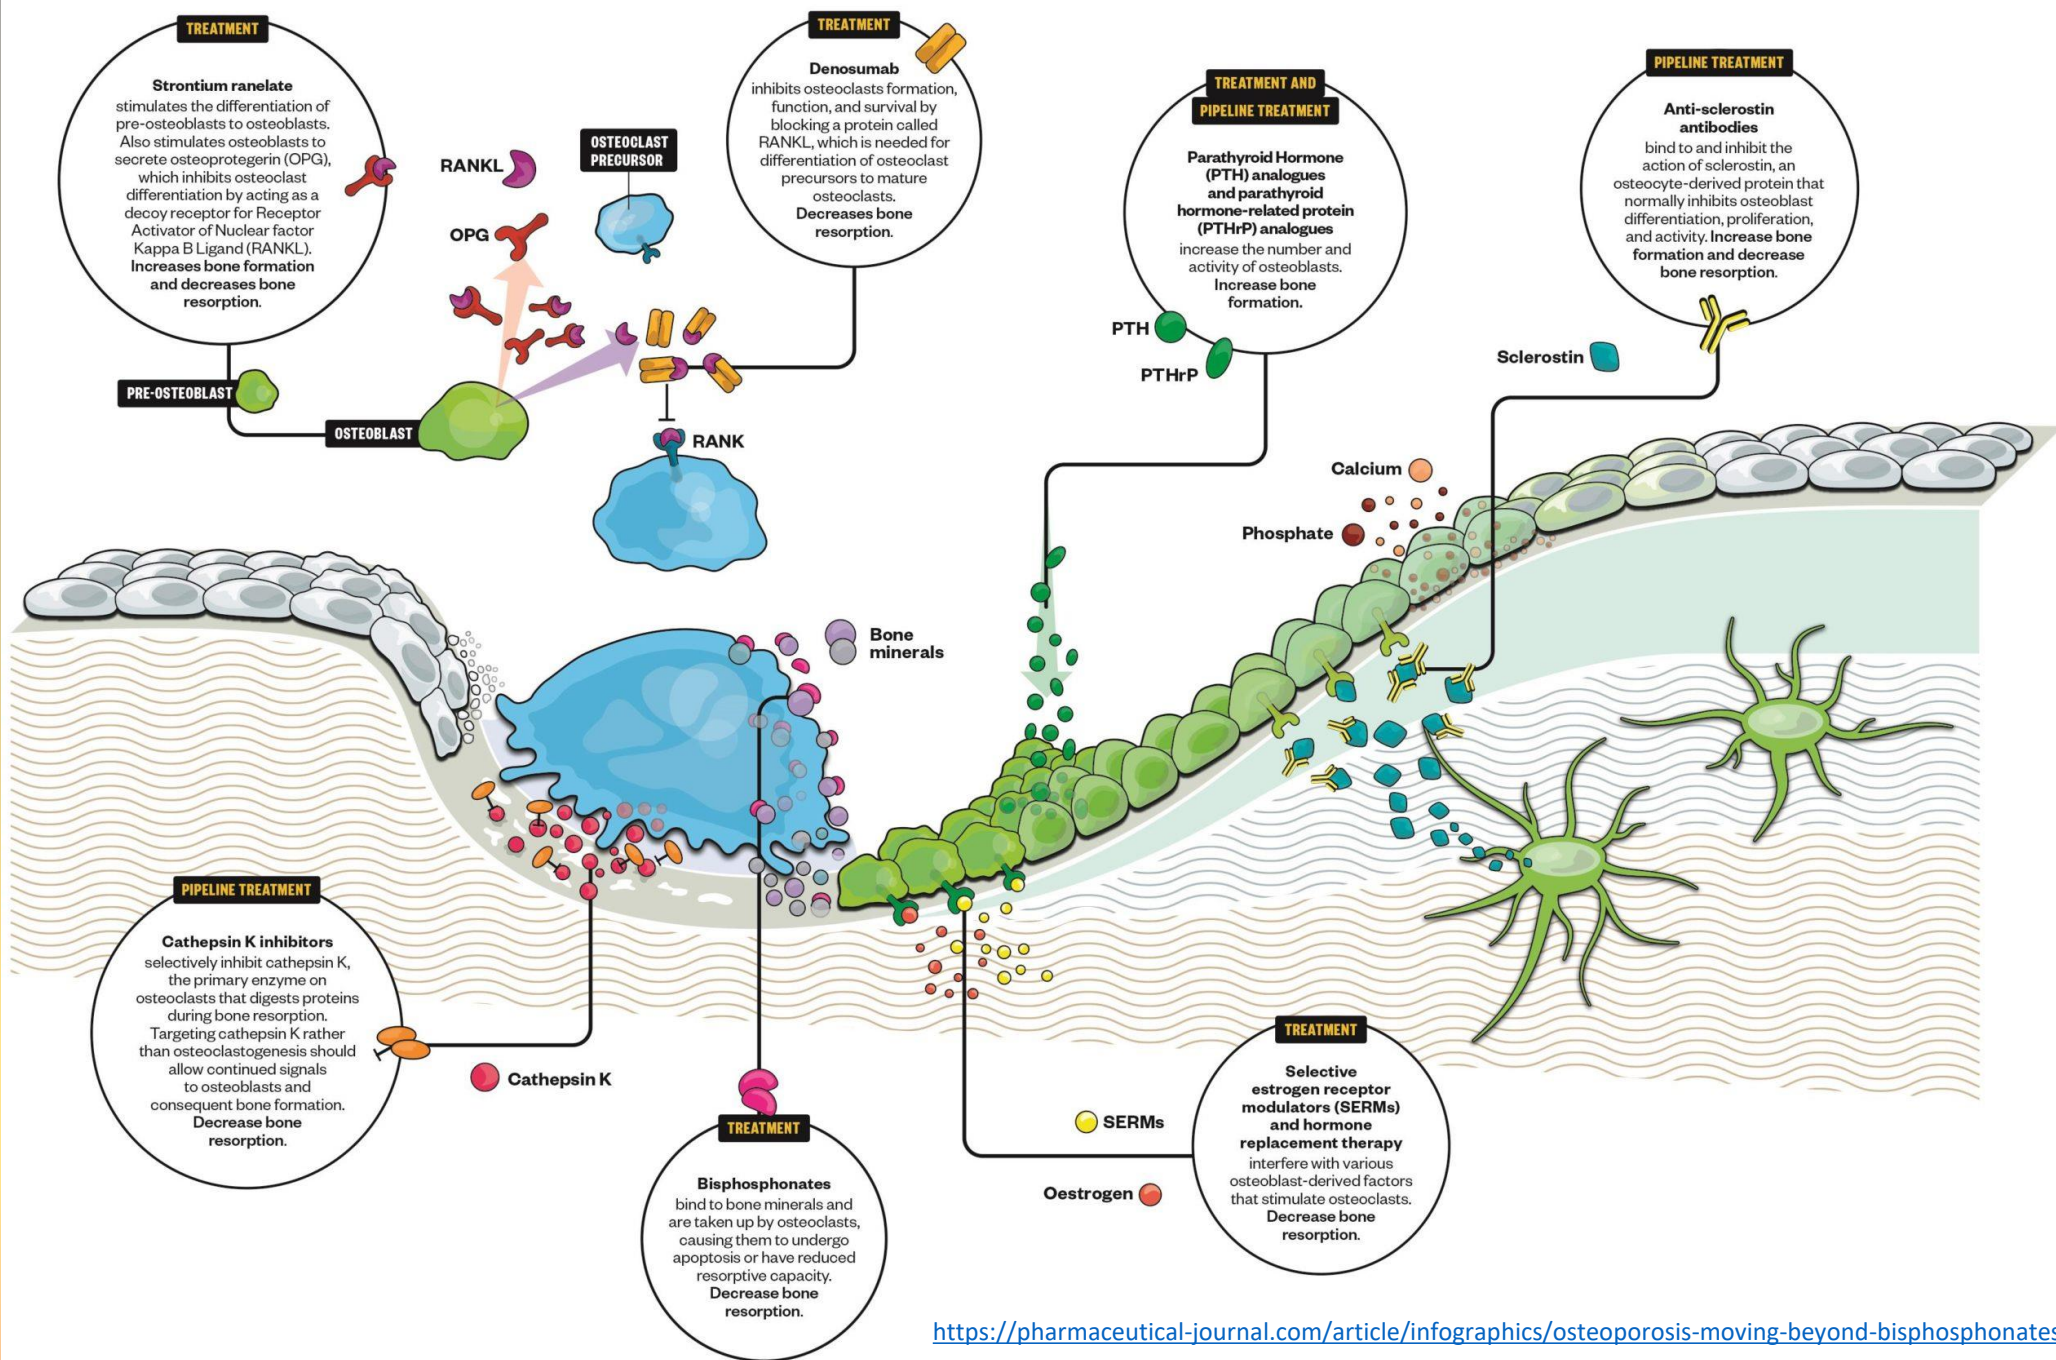 TREATMENT
Strontium ranelate
stimulates the differentiation of
pre-osteoblasts to osteoblasts.
Also stimulates osteoblasts to
secrete osteoprotegerin (OPG),
which inhibits osteoclast
differentiation by acting as a
decoy receptor for Receptor
Activator of Nuclear factor
Kappa B Ligand (RANKL).
Increases bone formation
and decreases bone
resorption.
PRE-OSTEOBLAST
OSTEOBLAST
RANKL
OPG
OSTEOCLAST
PRECURSOR
RANK
TREATMENT
Denosumab
inhibits osteoclasts formation,
function, and survival by
blocking a protein called
RANKL, which is needed for
differentiation of osteoclast
precursors to mature
osteoclasts.
Decreases bone
resorption.
TREATMENT AND
PIPELINE TREATMENT
Parathyroid Hormone
(PTH) analogues
and parathyroid
hormone-related protein
(PTHrP) analogues
increase the number and
activity of osteoblasts.
Increase bone
formation.
PTH
PTHrP
PIPELINE TREATMENT
Anti-sclerostin
antibodies
bind to and inhibit the
action of sclerostin, an
osteocyte-derived protein that
normally inhibits osteoblast
differentiation, proliferation,
and activity. Increase bone
formation and decrease
bone resorption.
Sclerostin
Calcium
Phosphate
Bone
minerals
PIPELINE TREATMENT
Cathepsin K inhibitors
selectively inhibit cathepsin K,
the primary enzyme on
osteoclasts that digests proteins
during bone resorption.
Targeting cathepsin K rather
than osteoclastogenesis should
allow continued signals
to osteoblasts and
consequent bone formation.
Decrease bone
resorption.
Cathepsin K
TREATMENT
Bisphosphonates
bind to bone minerals and
are taken up by osteoclasts,
causing them to undergo
apoptosis or have reduced
resorptive capacity.
Decrease bone
resorption.
SERMs
Oestrogen
TREATMENT
Selective
estrogen receptor
modulators (SERMs)
and hormone
replacement therapy
interfere with various
osteoblast-derived factors
that stimulate osteoclasts.
Decrease bone
resorption.
https://pharmaceutical-journal.com/article/infographics/osteoporosis-moving-beyond-bisphosphonates